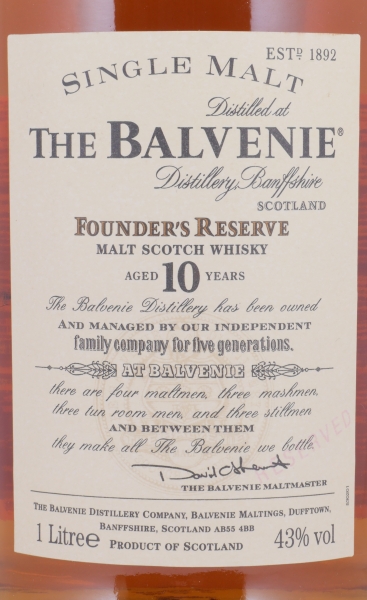 ESTD 1892
SINGLE MALT
Distilled at
THE BALVENIE®
Distillery, Banffshire
SCOTLAND
FOUNDER'S RESERVE
MALT SCOTCH WHISKY
AGED 10 YEARS
The Balvenie Distillery has been owned
AND MANAGED BY OUR INDEPENDENT
family company for five generations.
AT BALVENIE
there are four maltmen, three mashmen,
three tun room men, and three stillmen
AND BETWEEN THEM
they make all The Balvenie we bottle.
THE BALVENIE MALTMASTER
THE BALVENIE DISTILLERY COMPANY, BALVENIE MALTINGS, DUFFTOWN,
BANFFSHIRE, SCOTLAND AB55 4BB
1 Litre℮ PRODUCT OF SCOTLAND 43% vol